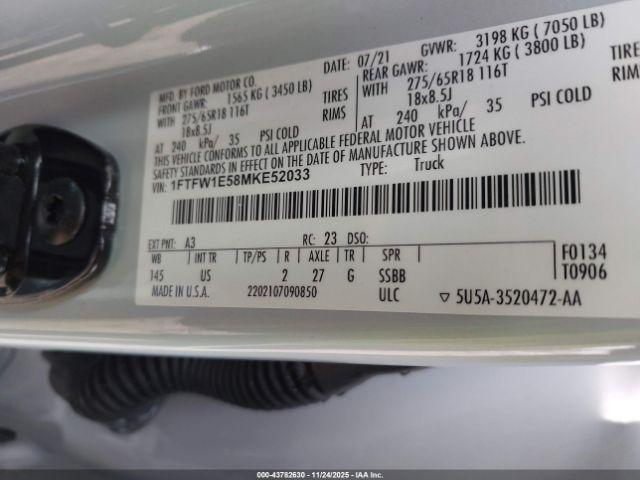 MFD. BY FORD MOTOR CO.
DATE: 07/21 GVWR: 3198 KG ( 7050 LB)
FRONT GAWR: 1565 KG ( 3450 LB)
REAR GAWR: 1724 KG ( 3800 LB)
WITH 275/65R18 116T TIRES
WITH 275/65R18 116T TIRES
18x8.5J RIMS
18x8.5J RIM
AT 240 kPa/ 35 PSI COLD
AT 240 kPa/ 35 PSI COLD
THIS VEHICLE CONFORMS TO ALL APPLICABLE FEDERAL MOTOR VEHICLE
SAFETY STANDARDS IN EFFECT ON THE DATE OF MANUFACTURE SHOWN ABOVE.
VIN: 1FTFW1E58MKE52033 TYPE: Truck
EXT PNT: A3 RC: 23 DSO:
WB INT TR TP/PS R AXLE TR SPR F0134
145 US 2 27 G SSBB T0906
MADE IN U.S.A. 2202107090850 ULC ▽ 5U5A-3520472-AA
000-43782630 - 11/24/2025 - IAAI.COM